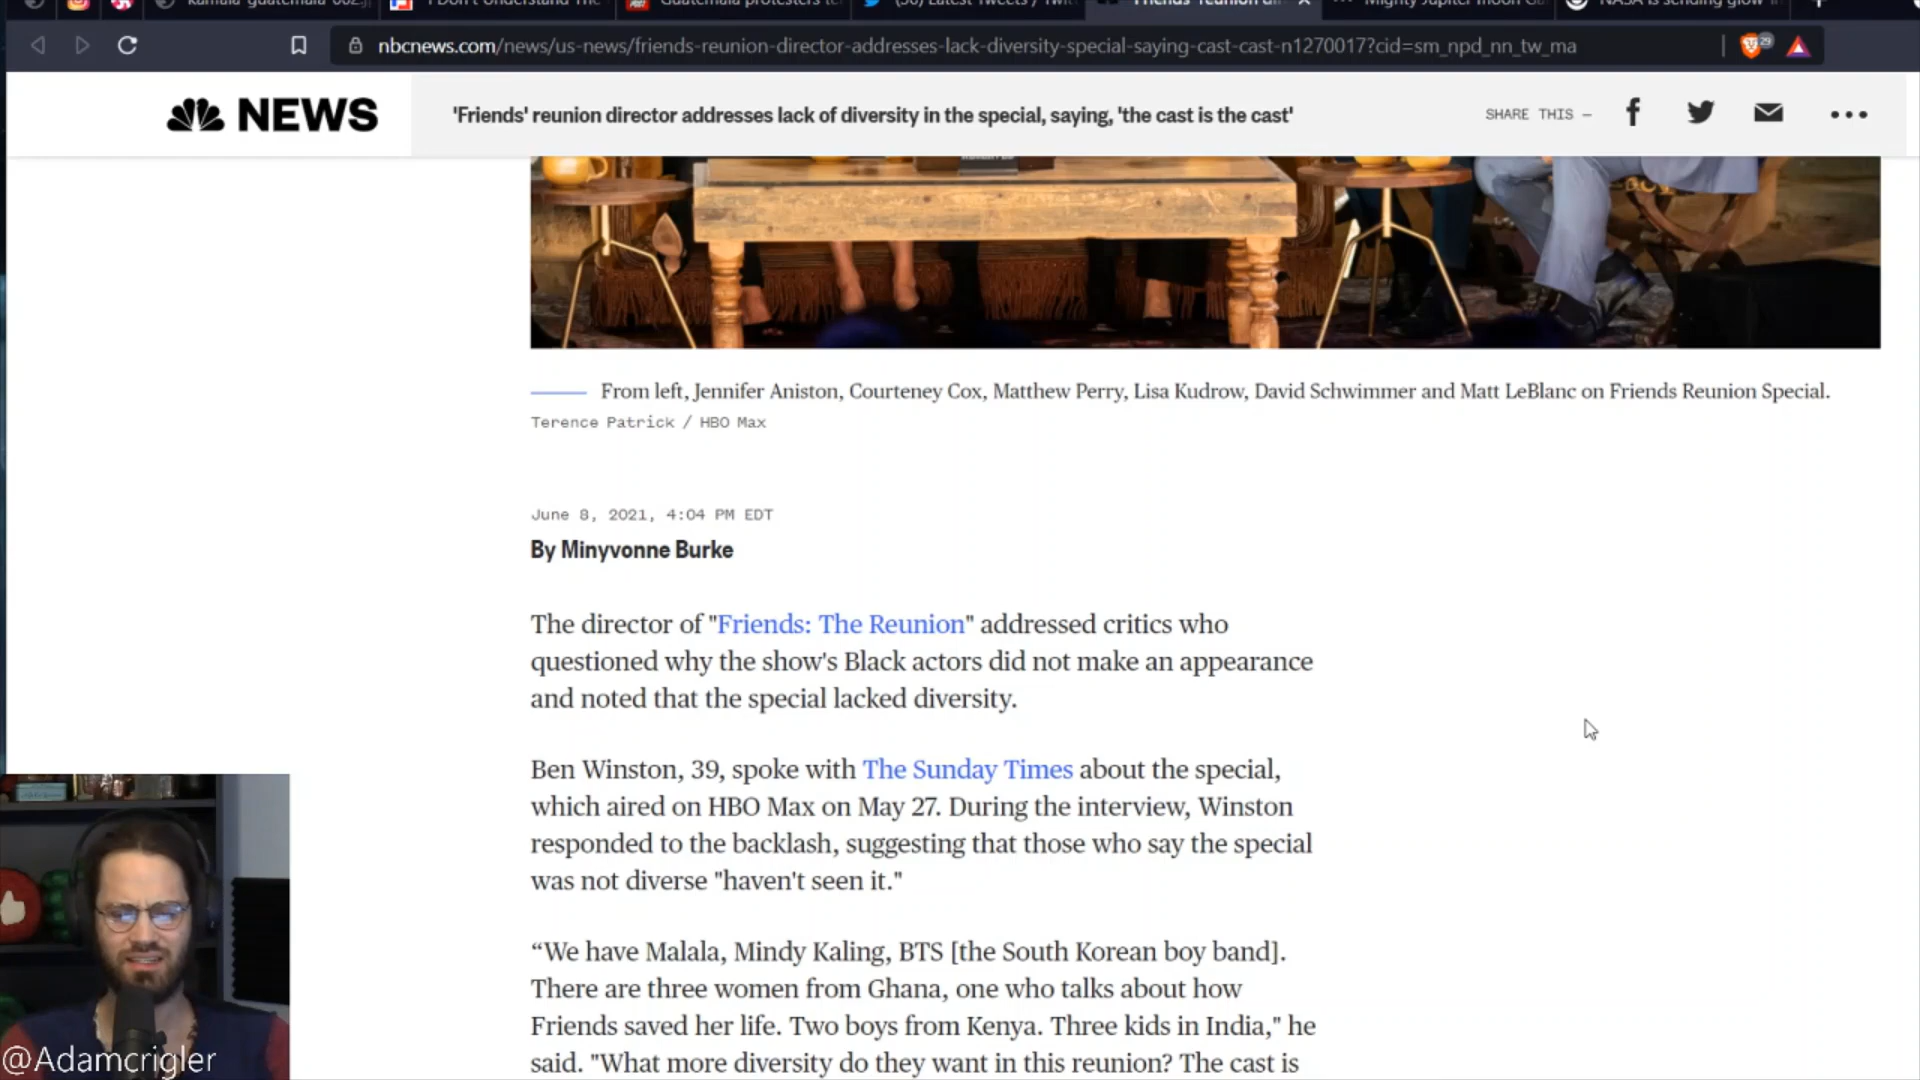 nbcnews.com/news/us-news/friends-reunion-director-addresses-lack-diversity-special-saying-cast-cast-n1270017?cid=sm_npd_nn_tw_ma
29
NEWS
'Friends' reunion director addresses lack of diversity in the special, saying, 'the cast is the cast'
SHARE THIS —
From left, Jennifer Aniston, Courteney Cox, Matthew Perry, Lisa Kudrow, David Schwimmer and Matt LeBlanc on Friends Reunion Special.
Terence Patrick / HBO Max
June 8, 2021, 4:04 PM EDT
By Minyvonne Burke
The director of "Friends: The Reunion" addressed critics who
questioned why the show's Black actors did not make an appearance
and noted that the special lacked diversity.
Ben Winston, 39, spoke with The Sunday Times about the special,
which aired on HBO Max on May 27. During the interview, Winston
responded to the backlash, suggesting that those who say the special
was not diverse "haven't seen it."
“We have Malala, Mindy Kaling, BTS [the South Korean boy band].
There are three women from Ghana, one who talks about how
Friends saved her life. Two boys from Kenya. Three kids in India," he
said. "What more diversity do they want in this reunion? The cast is
@Adamcrigler